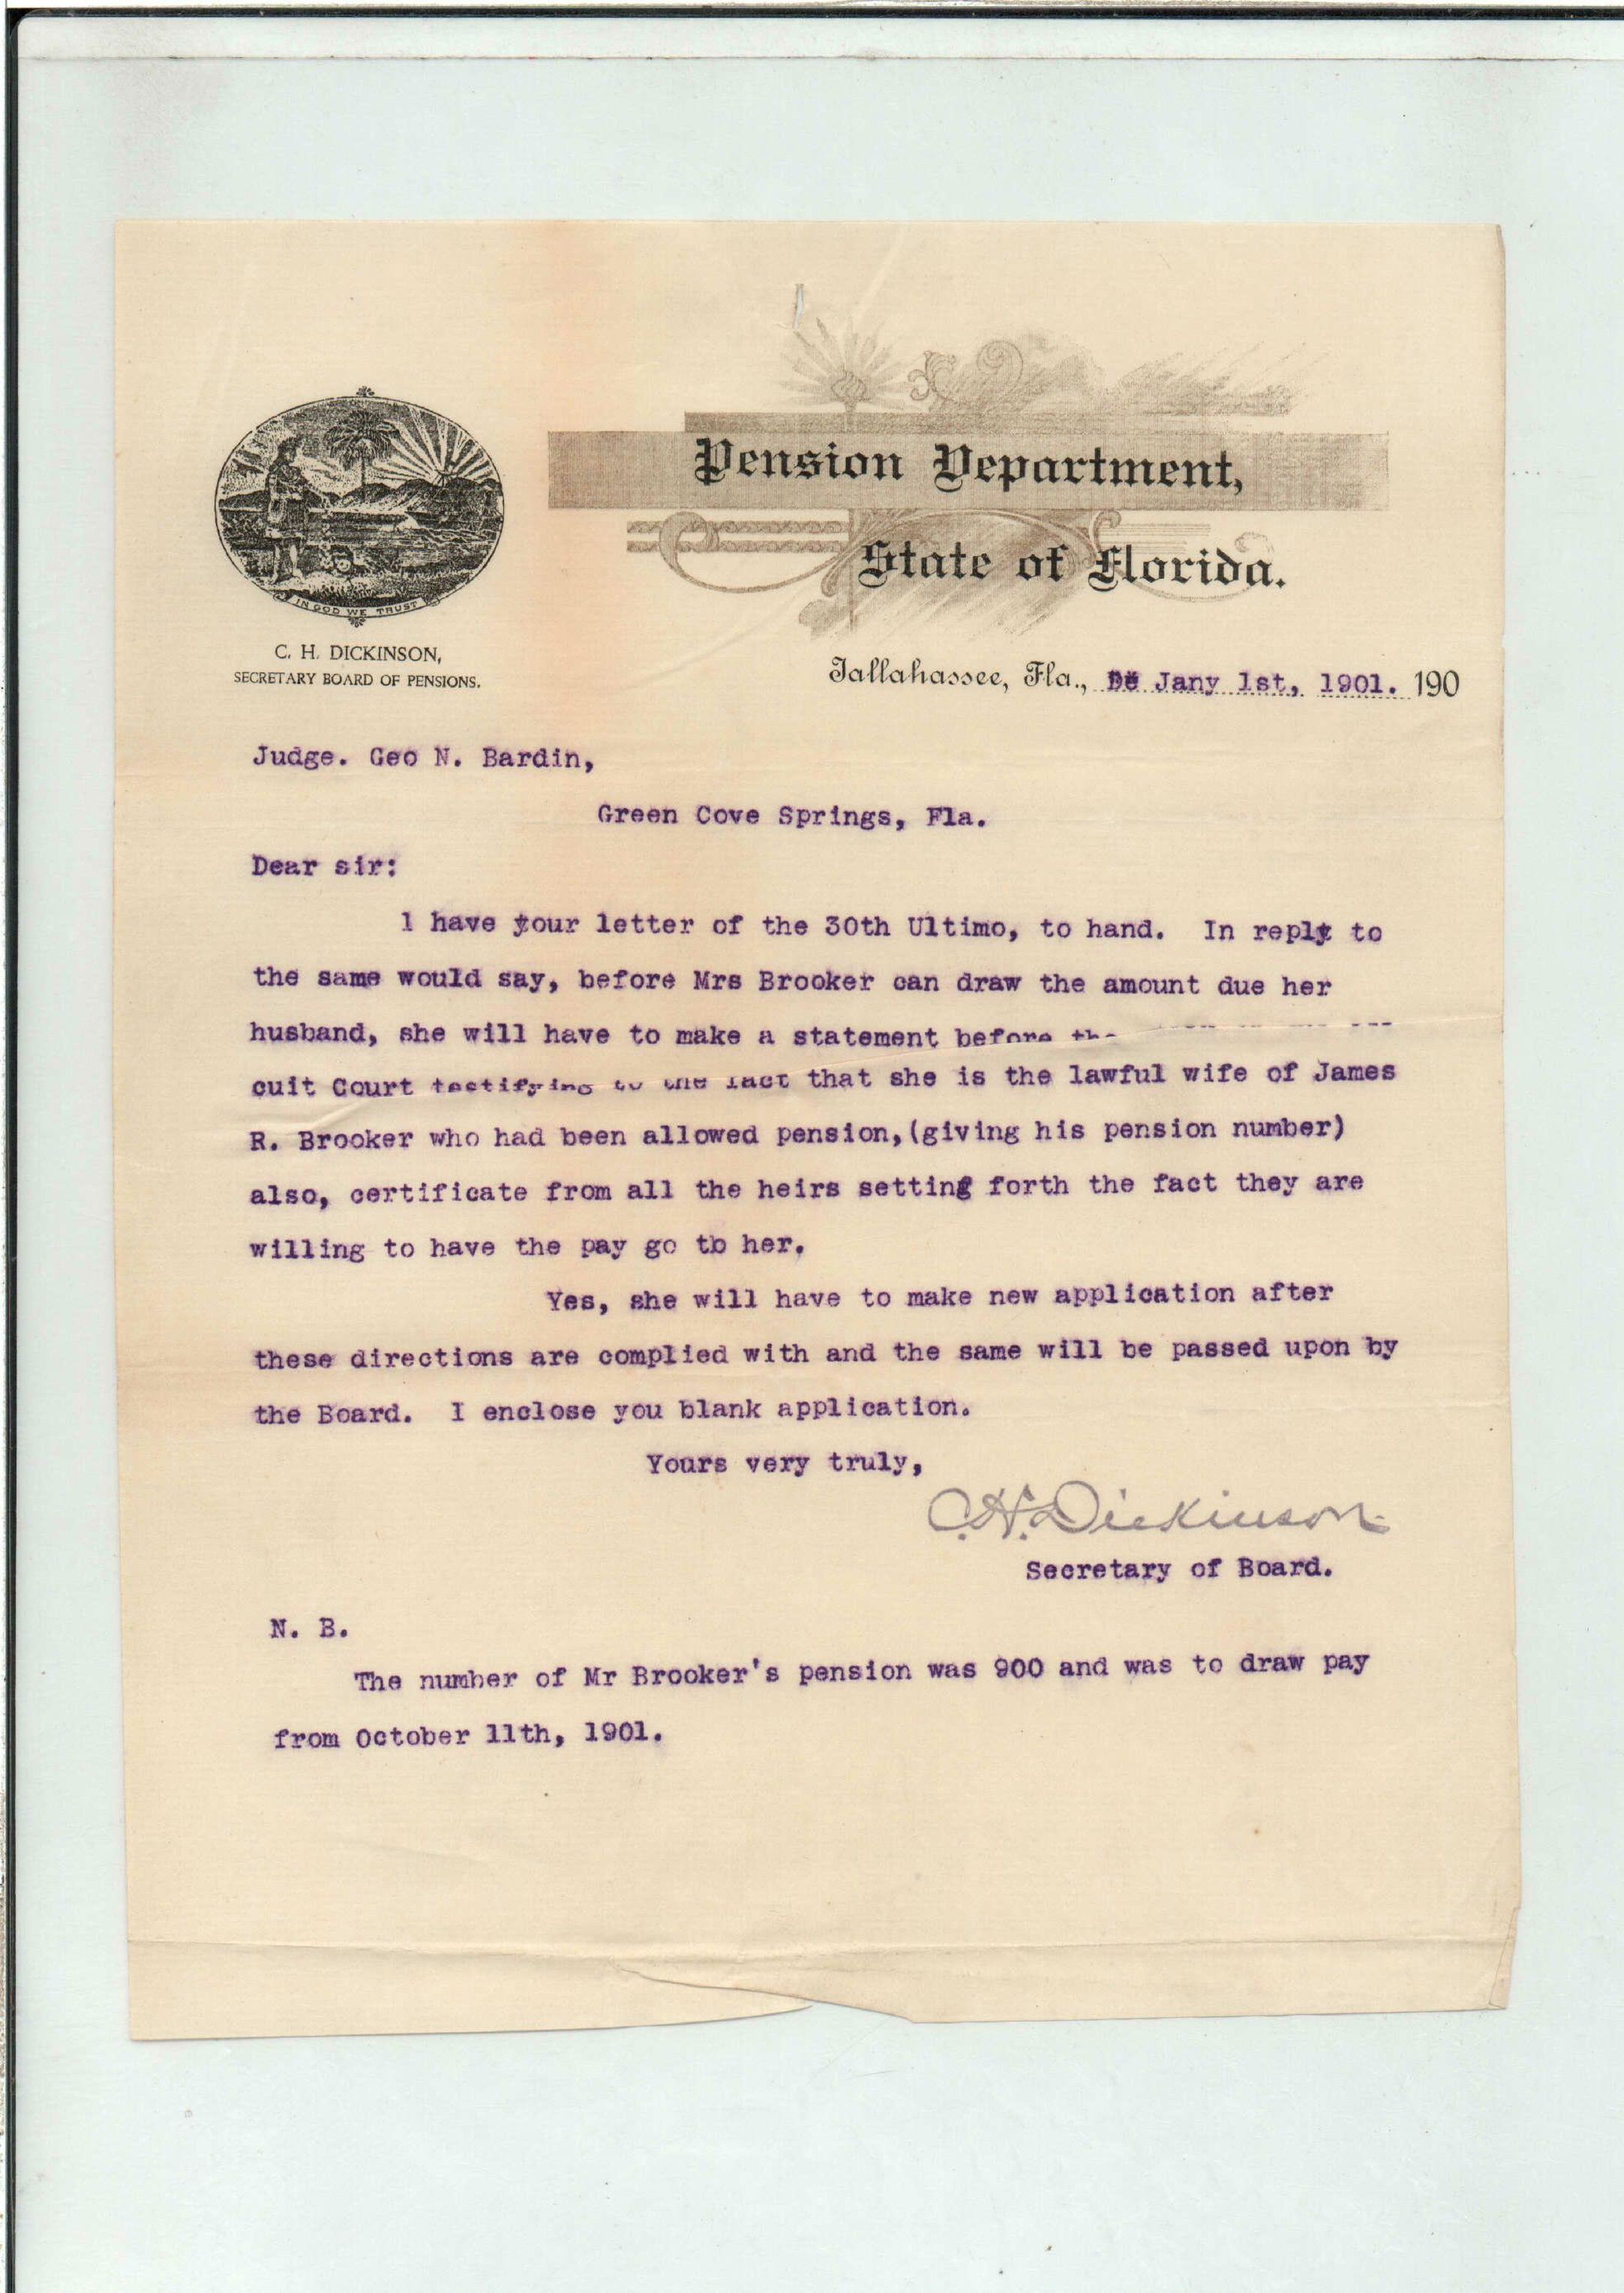 Pension Department,
State of Florida.
IN GOD WE TRUST
C. H. DICKINSON,
SECRETARY BOARD OF PENSIONS.
Tallahassee, Fla., Jany 1st, 1901. 190
Judge. Geo N. Bardin,
Green Cove Springs, Fla.
Dear sir:
I have your letter of the 30th Ultimo, to hand. In reply to
the same would say, before Mrs Brooker can draw the amount due her
husband, she will have to make a statement before
cuit Court testifying to the fact that she is the lawful wife of James
R. Brooker who had been allowed pension,(giving his pension number)
also, certificate from all the heirs setting forth the fact they are
willing to have the pay go to her.
Yes, she will have to make new application after
these directions are complied with and the same will be passed upon by
the Board. I enclose you blank application.
Yours very truly,
C. H. Dickinson
Secretary of Board.
N. B.
The number of Mr Brooker's pension was 900 and was to draw pay
from October 11th, 1901.